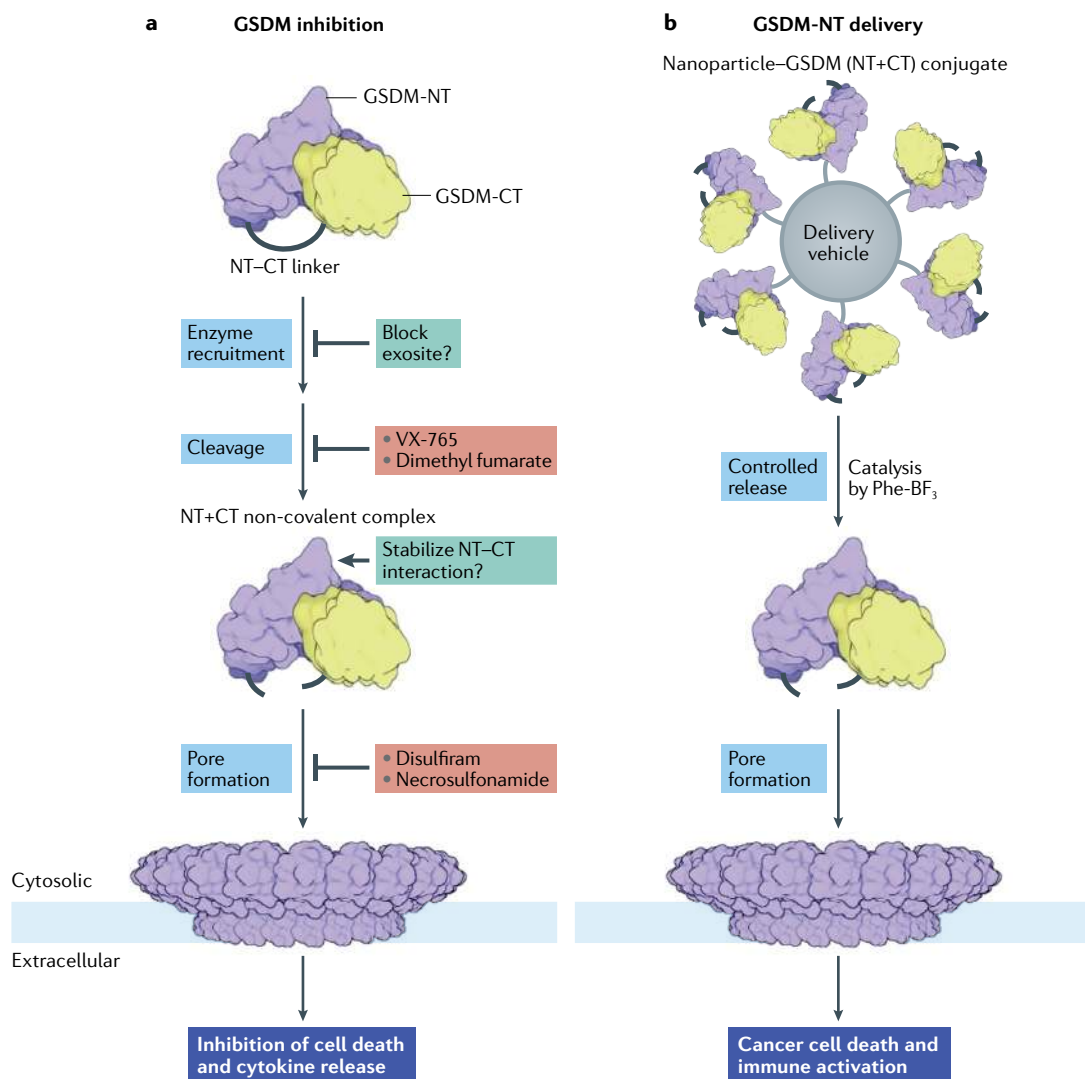 a GSDM inhibition
GSDM-NT
GSDM-CT
NT–CT linker
Enzyme
recruitment
Block
exosite?
Cleavage
• VX-765
• Dimethyl fumarate
NT+CT non-covalent complex
Stabilize NT–CT
interaction?
Pore
formation
• Disulfiram
• Necrosulfonamide
Cytosolic
Extracellular
Inhibition of cell death
and cytokine release
b GSDM-NT delivery
Nanoparticle–GSDM (NT+CT) conjugate
Delivery
vehicle
Controlled
release
Catalysis
by Phe-BF₃
Pore
formation
Cancer cell death and
immune activation